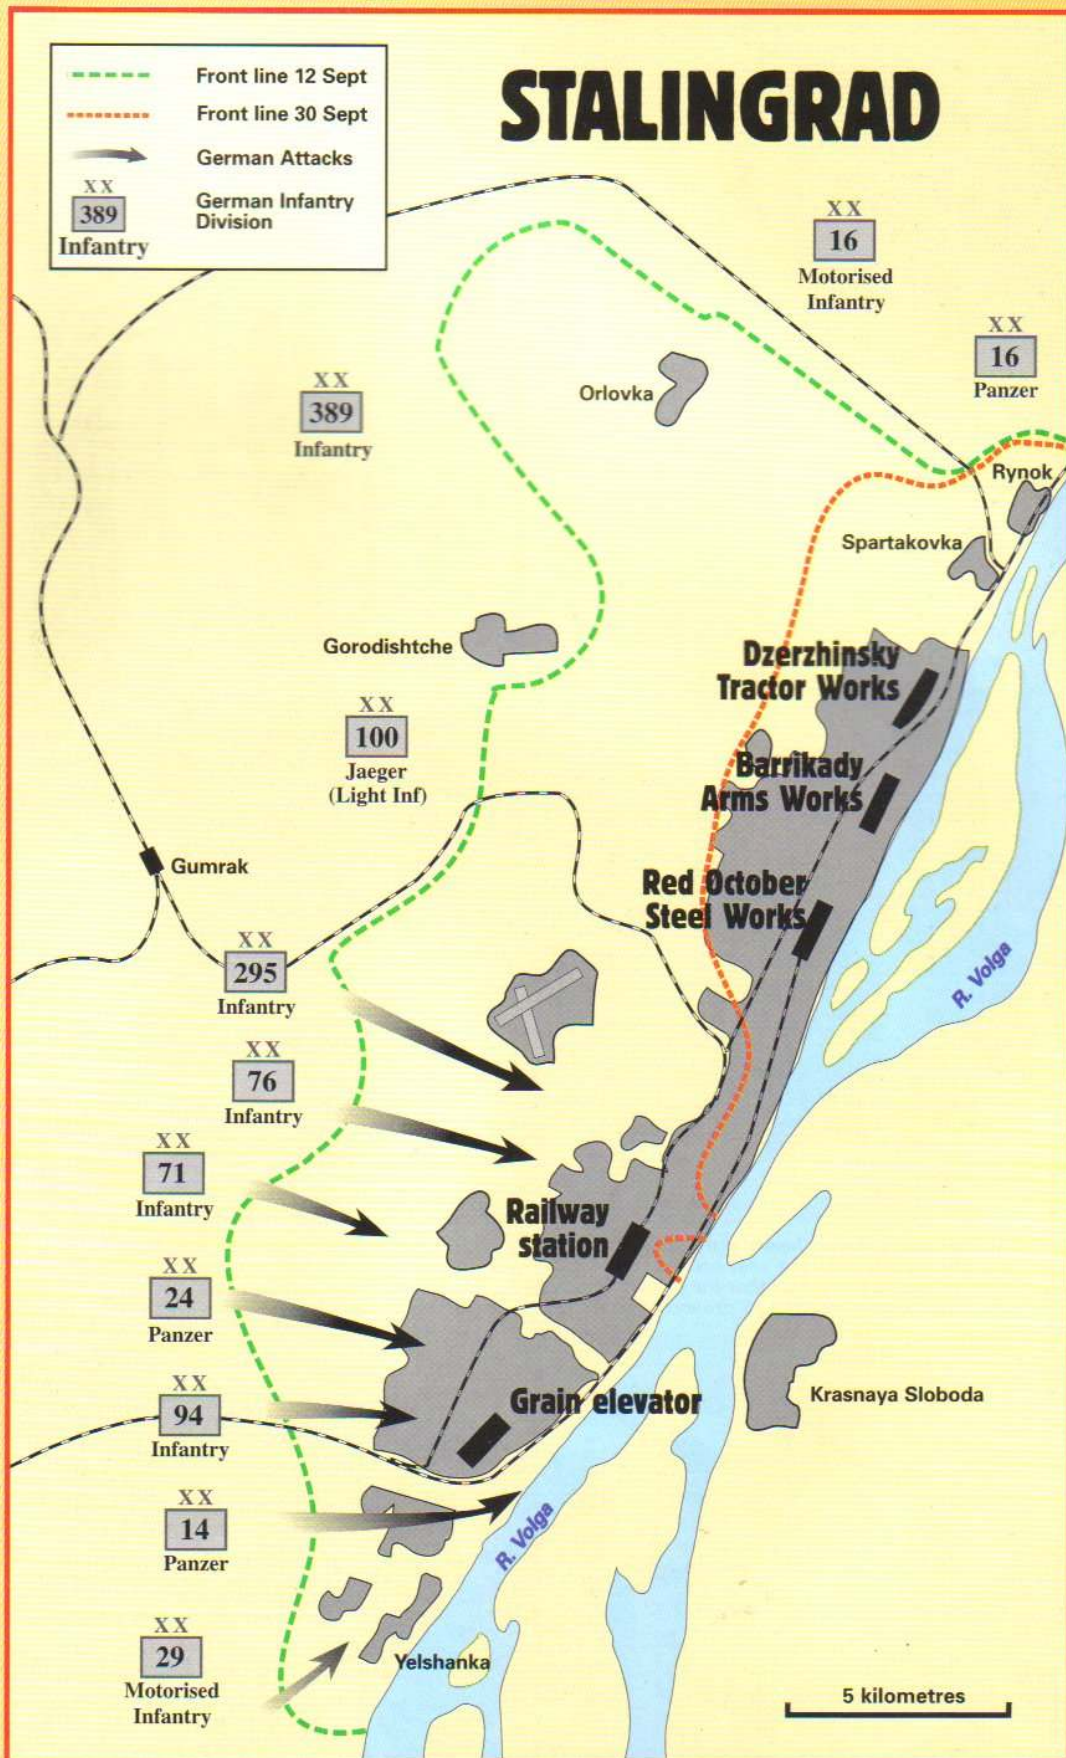 STALINGRAD
Front line 12 Sept
Front line 30 Sept
German Attacks
XX
389
Infantry
German Infantry
Division
XX
16
Motorised
Infantry
XX
16
Panzer
XX
389
Infantry
Orlovka
Rynok
Spartakovka
Gorodishtche
Dzerzhinsky
Tractor Works
XX
100
Jaeger
(Light Inf)
Barrikady
Arms Works
Gumrak
Red October
Steel Works
XX
295
Infantry
R. Volga
XX
76
Infantry
XX
71
Infantry
Railway
station
XX
24
Panzer
XX
94
Infantry
Grain elevator
Krasnaya Sloboda
XX
14
Panzer
R. Volga
XX
29
Motorised
Infantry
Yelshanka
5 kilometres